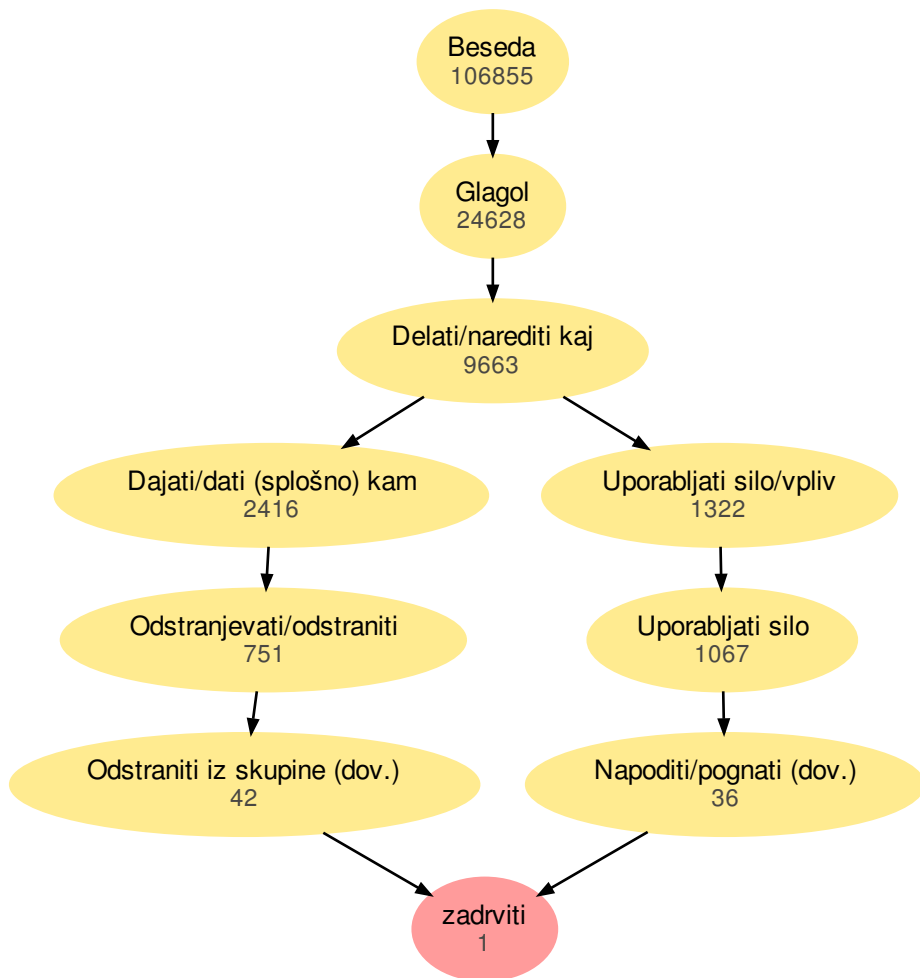 Beseda
106855
Glagol
24628
Delati/narediti kaj
9663
Dajati/dati (splošno) kam
2416
Uporabljati silo/vpliv
1322
Odstranjevati/odstraniti
751
Uporabljati silo
1067
Odstraniti iz skupine (dov.)
42
Napoditi/pognati (dov.)
36
zadrviti
1